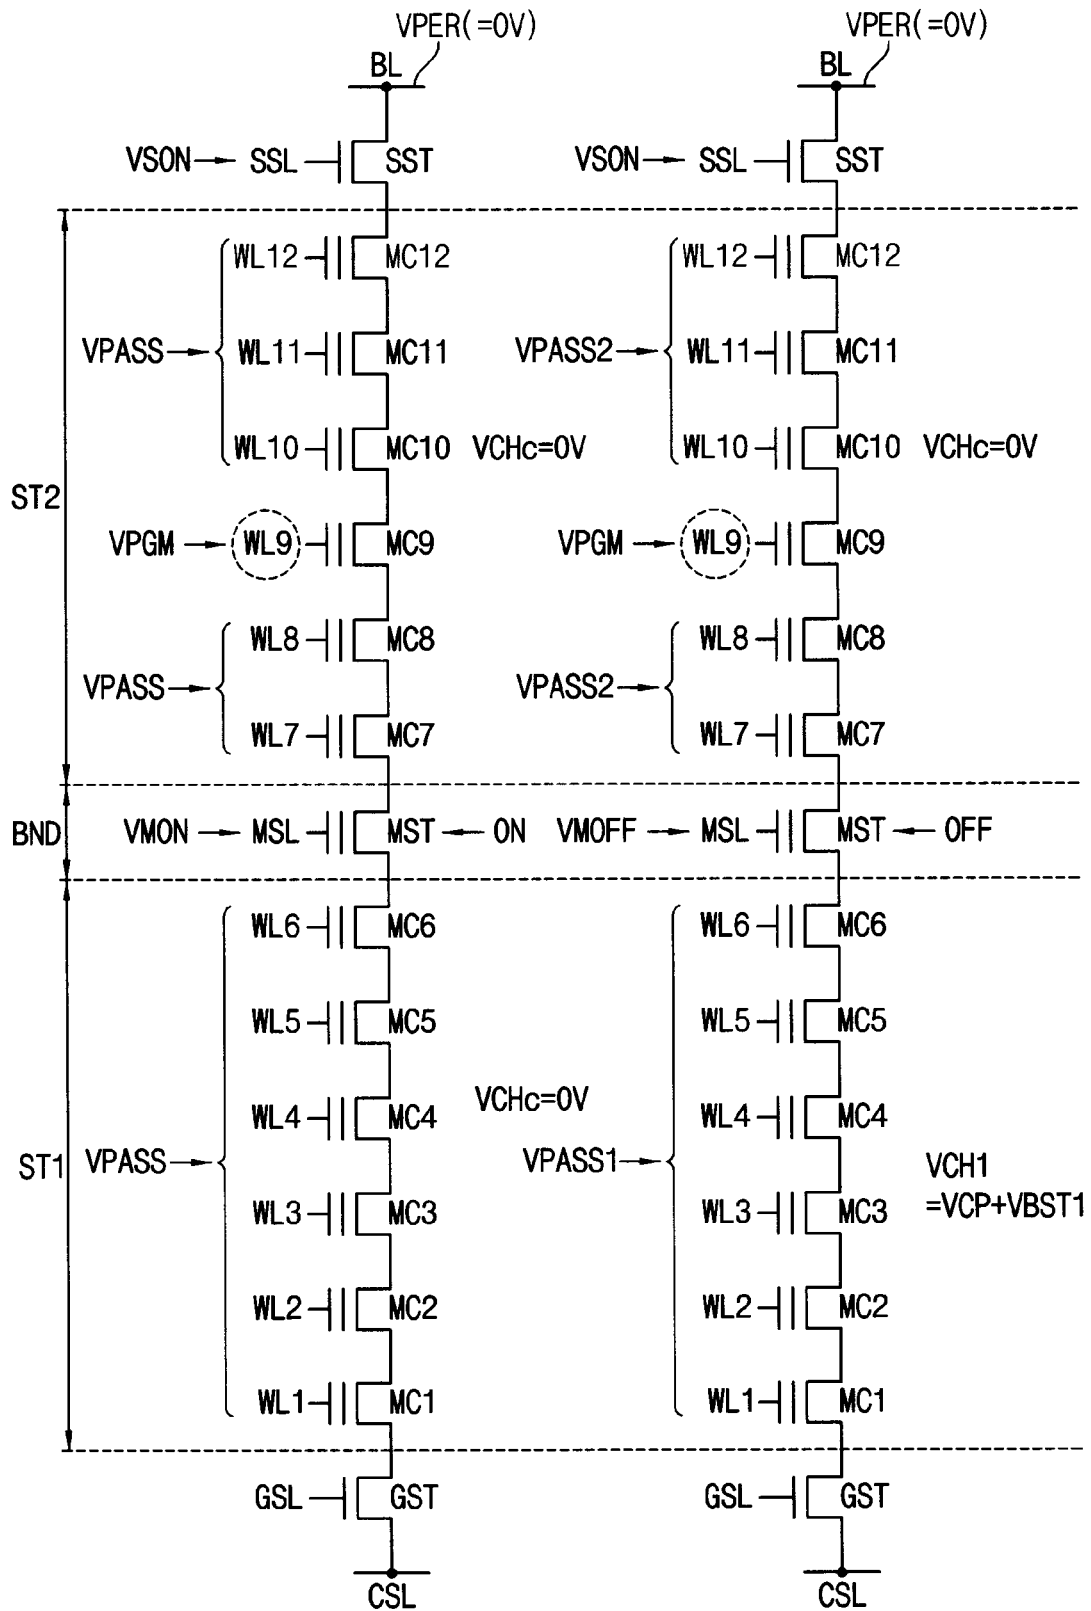 VPER(=0V) VPER(=0V)
BL BL
VSON SSL SST VSON SSL SST
WL12 MC12 WL12 MC12
VPASS WL11 MC11 VPASS2 WL11 MC11
WL10 MC10 VCHc=0V WL10 MC10 VCHc=0V
ST2
VPGM WL9 MC9 VPGM WL9 MC9
WL8 MC8 WL8 MC8
VPASS VPASS2
WL7 MC7 WL7 MC7
BND VMON MSL MST ON VMOFF MSL MST OFF
WL6 MC6 WL6 MC6
WL5 MC5 WL5 MC5
VCHc=0V
WL4 MC4 WL4 MC4
ST1 VPASS VPASS1 VCH1
WL3 MC3 WL3 MC3 =VCP+VBST1
WL2 MC2 WL2 MC2
WL1 MC1 WL1 MC1
GSL GST GSL GST
CSL CSL